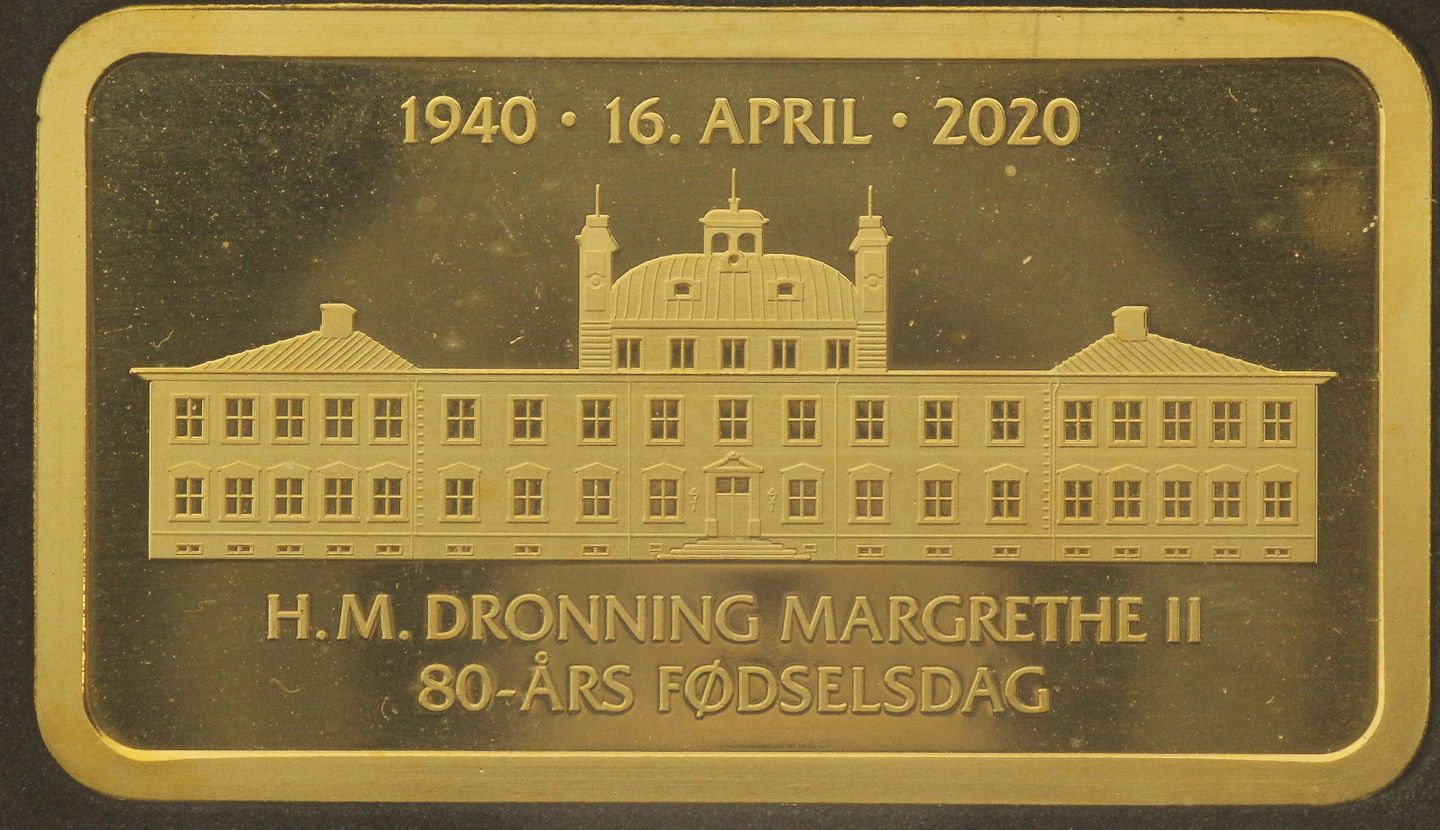 1940 • 16. APRIL • 2020
H.M. DRONNING MARGRETHE II
80-ÅRS FØDSELSDAG